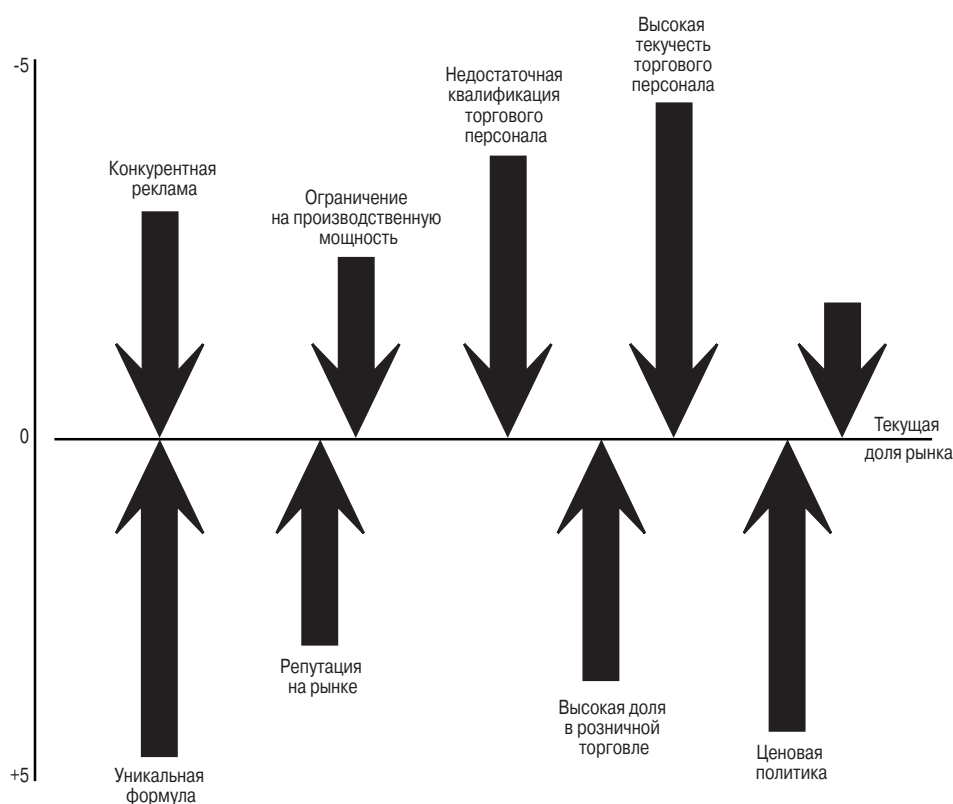 -5
Высокая
текучесть
торгового
персонала
Недостаточная
квалификация
торгового
персонала
Конкурентная
реклама
Ограничение
на производственную
мощность
0
Текущая
доля рынка
Репутация
на рынке
Высокая доля
в розничной
торговле
Ценовая
политика
+5
Уникальная
формула